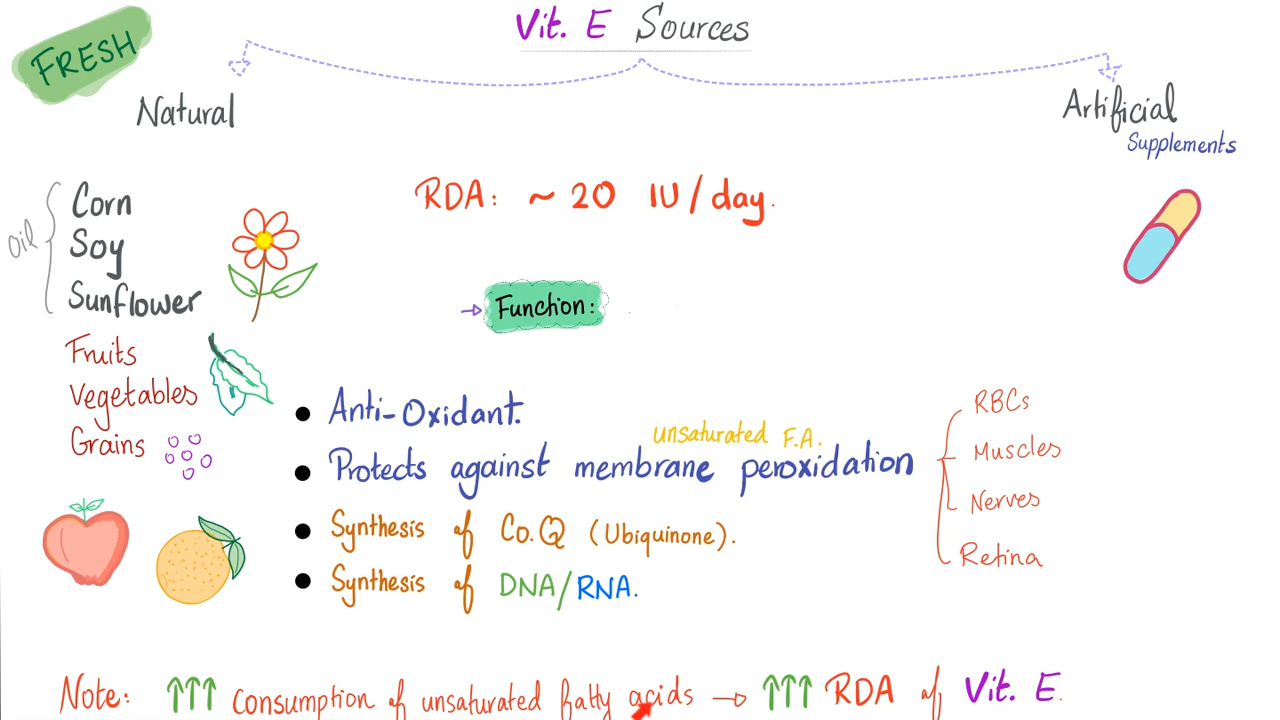 FRESH
Vit. E Sources
Natural
Artificial
Supplements
Oil
Corn
Soy
Sunflower
Fruits
Vegetables
Grains
RDA: ~ 20 IU/day.
Function:
• Anti-Oxidant.
unsaturated F.A.
• Protects against membrane peroxidation
RBCs
Muscles
Nerves
Retina
• Synthesis of Co.Q (Ubiquinone).
• Synthesis of DNA/RNA.
Note: ↑↑↑ Consumption of unsaturated fatty acids → ↑↑↑ RDA of Vit. E.